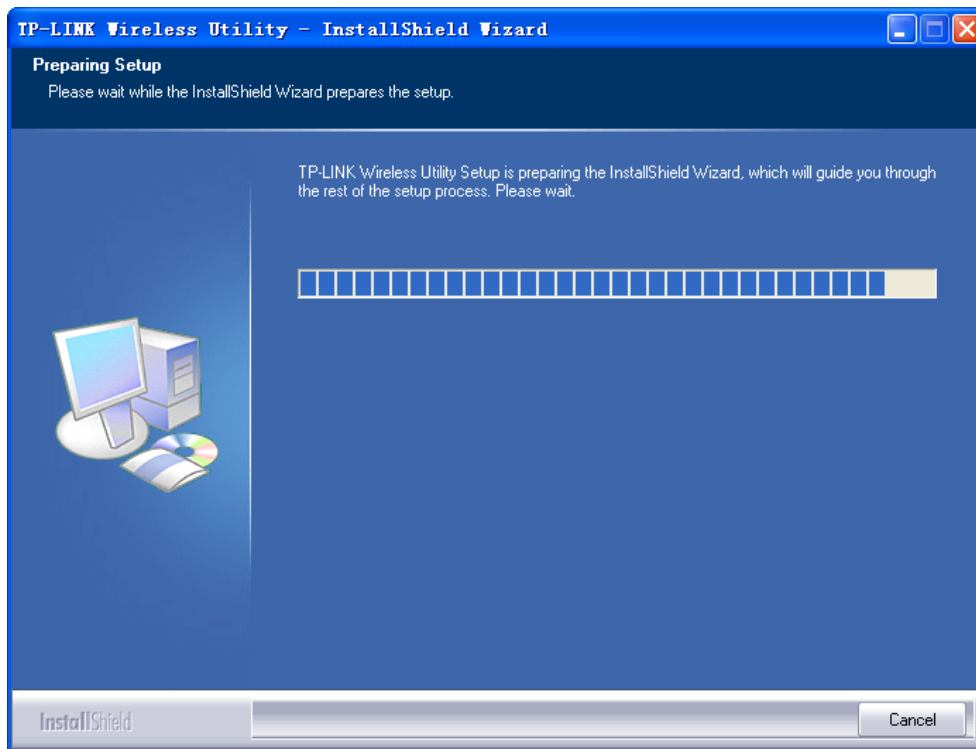 TP-LINK Wireless Utility - InstallShield Wizard
Preparing Setup
Please wait while the InstallShield Wizard prepares the setup.
TP-LINK Wireless Utility Setup is preparing the InstallShield Wizard, which will guide you through
the rest of the setup process. Please wait.
InstallShield
Cancel